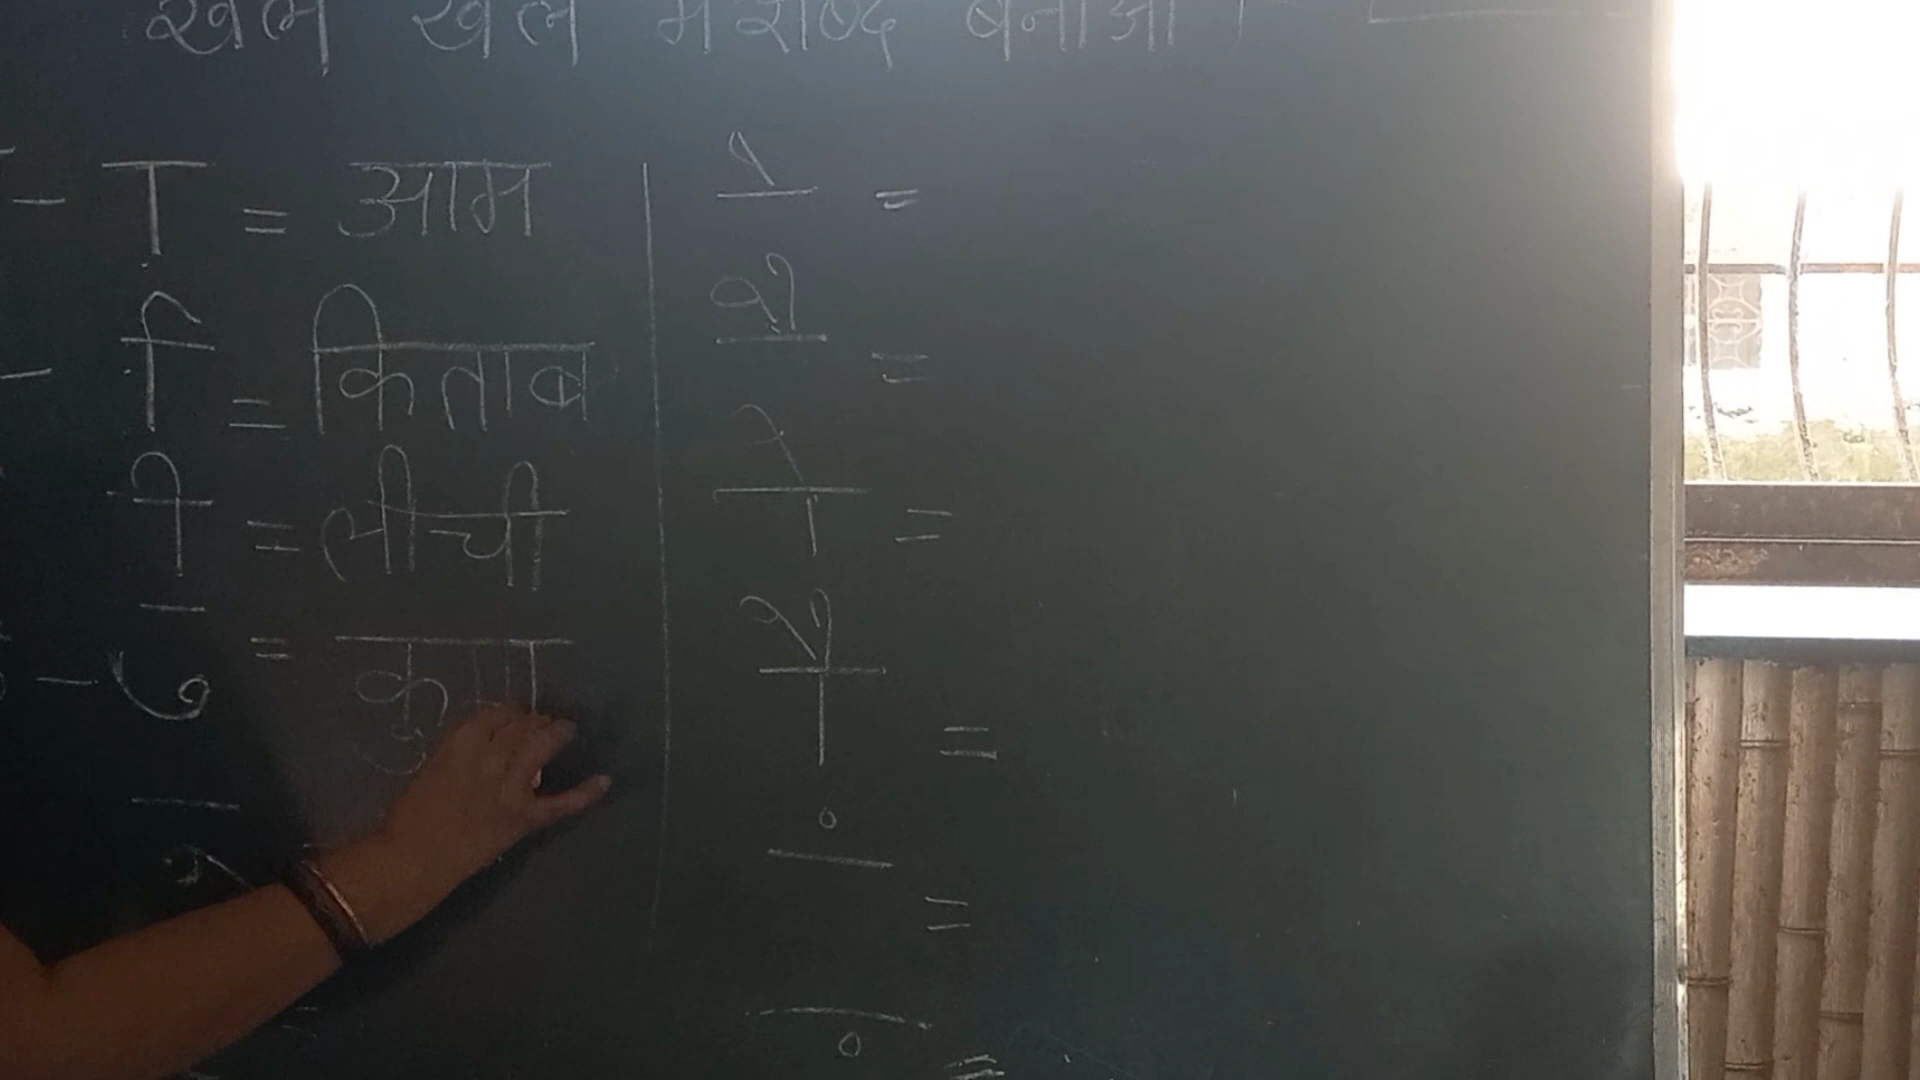 खेल खेल में शब्द बनाओ ।
- ा = आम
- ि = किताब
ी = लीची
- ु = कु
ू
े =
ै =
ो =
ौ =
ं =
़ =